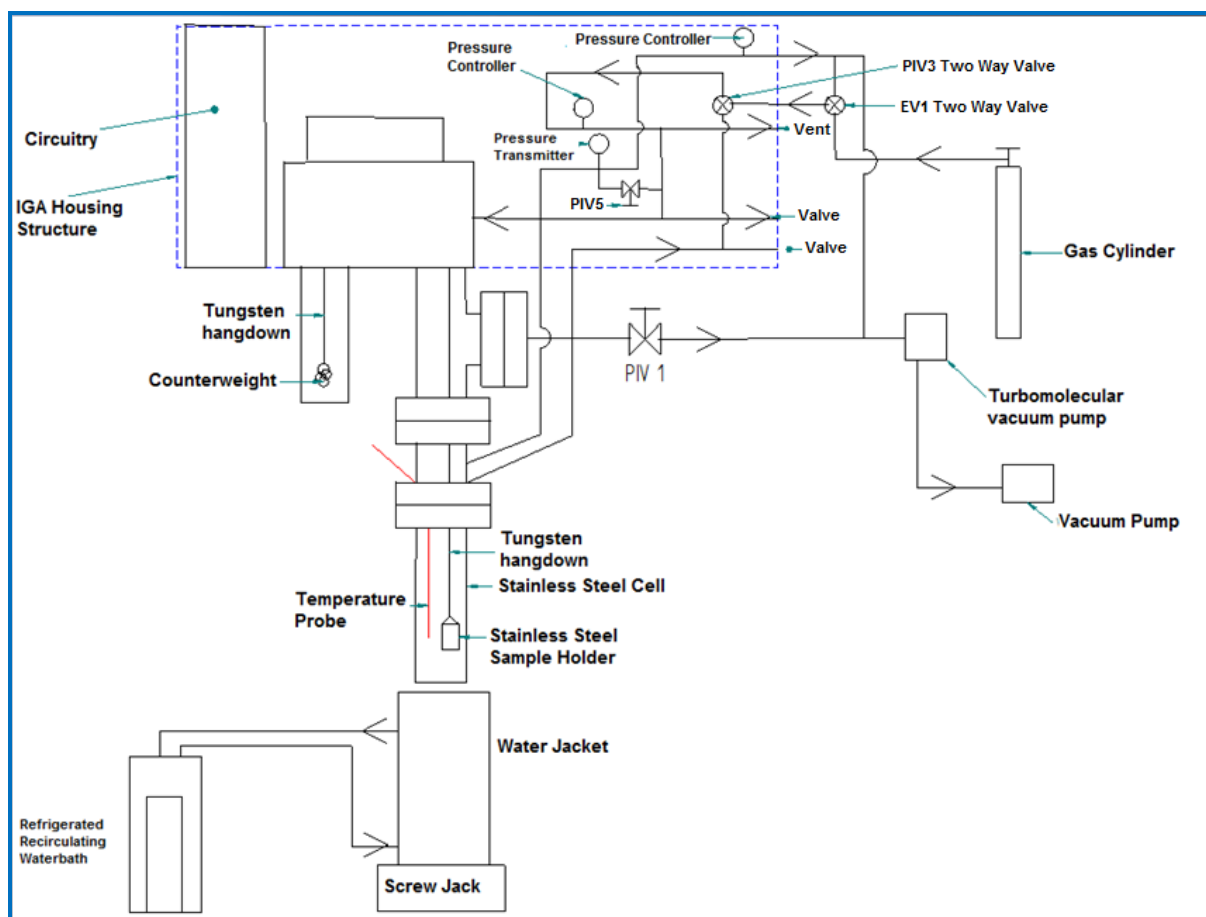 Pressure Controller
Pressure
Controller
PIV3 Two Way Valve
EV1 Two Way Valve
Circuitry
Vent
Pressure
Transmitter
IGA Housing
Structure
PIV5
Valve
Valve
Gas Cylinder
Tungsten
hangdown
Counterweight
PIV 1
Turbomolecular
vacuum pump
Vacuum Pump
Tungsten
hangdown
Stainless Steel Cell
Temperature
Probe
Stainless Steel
Sample Holder
Water Jacket
Refrigerated
Recirculating
Waterbath
Screw Jack